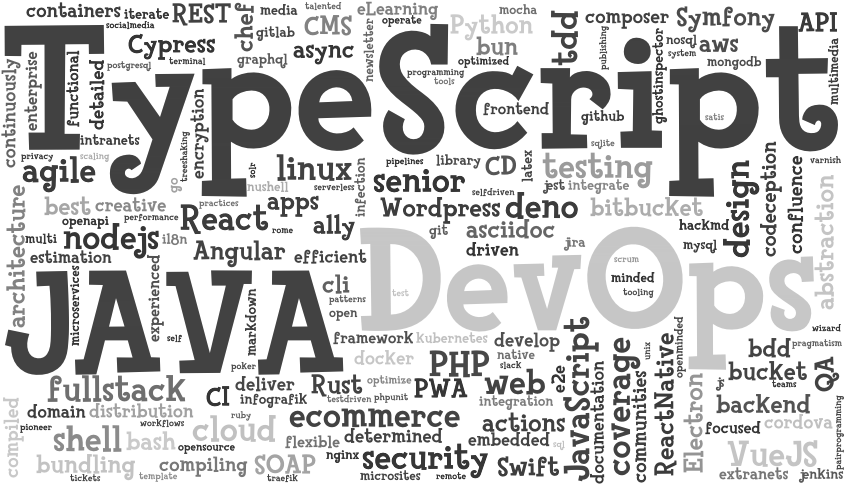 containers iterate REST
socialmedia
chef
gitlab
media
talented
CMS
eLearning
operate
newsletter
Python
mocha
bun
optimized
tdd
composer
publishing
Symfony
nosql
system
aws
mongodb
API
multimedia
Cypress
terminal
async
graphql
postgresql
programming
tools
ghostinspector
continuously
enterprise
functional
detailed
TypeScript
frontend
github
satis
sqlite
intranets
privacy
scaling
treeshaking
encryption
agile
go
solr
linux
nushell
serverless
infection
pipelines
library
CD
latex
testing
jest
integrate
senior
selfdriven
design
codeception
confluence
varnish
abstraction
best
creative
practices
apps
openapi
performance
React
rome
ally
Wordpress
deno
bitbucket
git
asciidoc
hackmd
mysql
architecture
multi
nodejs
i18n
Angular
efficient
driven
jira
scrum
minded
tooling
estimation
microservices
experienced
self
JAVA
markdown
cli
patterns
open
test
DevOps
framework
kubernetes
develop
poker
docker
native
slack
wizard
pragmatism
unix
openminded
bdd
bucket
teams
QA
js
fullstack
CI
deliver
infografik
Rust
optimize
testdriven
phpunit
PHP
PWA
web
e2e
integration
JavaScript
documentation
coverage
communities
ReactNative
Electron
backend
focused
cordova
pairprogramming
compiled
domain
distribution
pioneer
workflows
ruby
ecommerce
actions
shell
bash
cloud
opensource
flexible
determined
embedded
sql
VueJS
bundling
tickets
compiling
template
SOAP
traefik
nginx
security
microsites
remote
Swift
extranets
jenkins